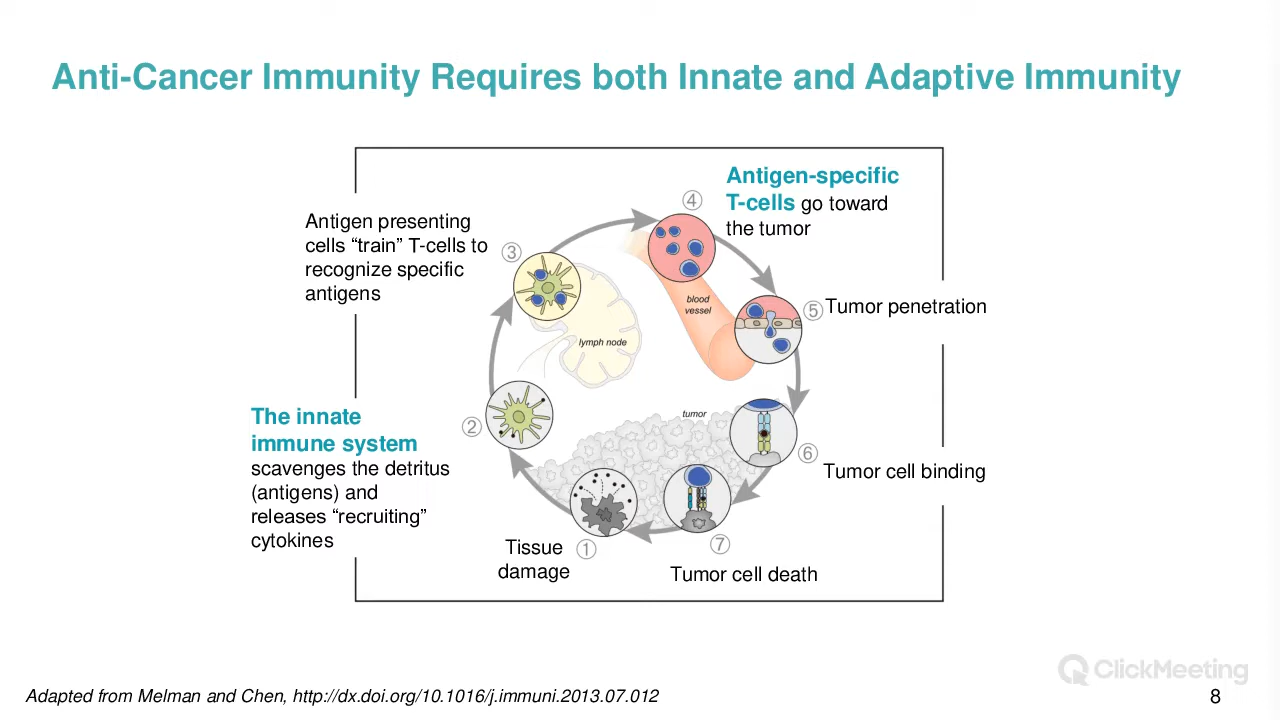 Anti-Cancer Immunity Requires both Innate and Adaptive Immunity
Antigen presenting
cells “train” T-cells to
recognize specific
antigens
3
4
Antigen-specific
T-cells go toward
the tumor
blood
vessel
5
Tumor penetration
lymph node
The innate
immune system
scavenges the detritus
(antigens) and
releases “recruiting”
cytokines
2
tumor
6
Tumor cell binding
Tissue
damage
1
7
Tumor cell death
ClickMeeting
Adapted from Melman and Chen, http://dx.doi.org/10.1016/j.immuni.2013.07.012
8